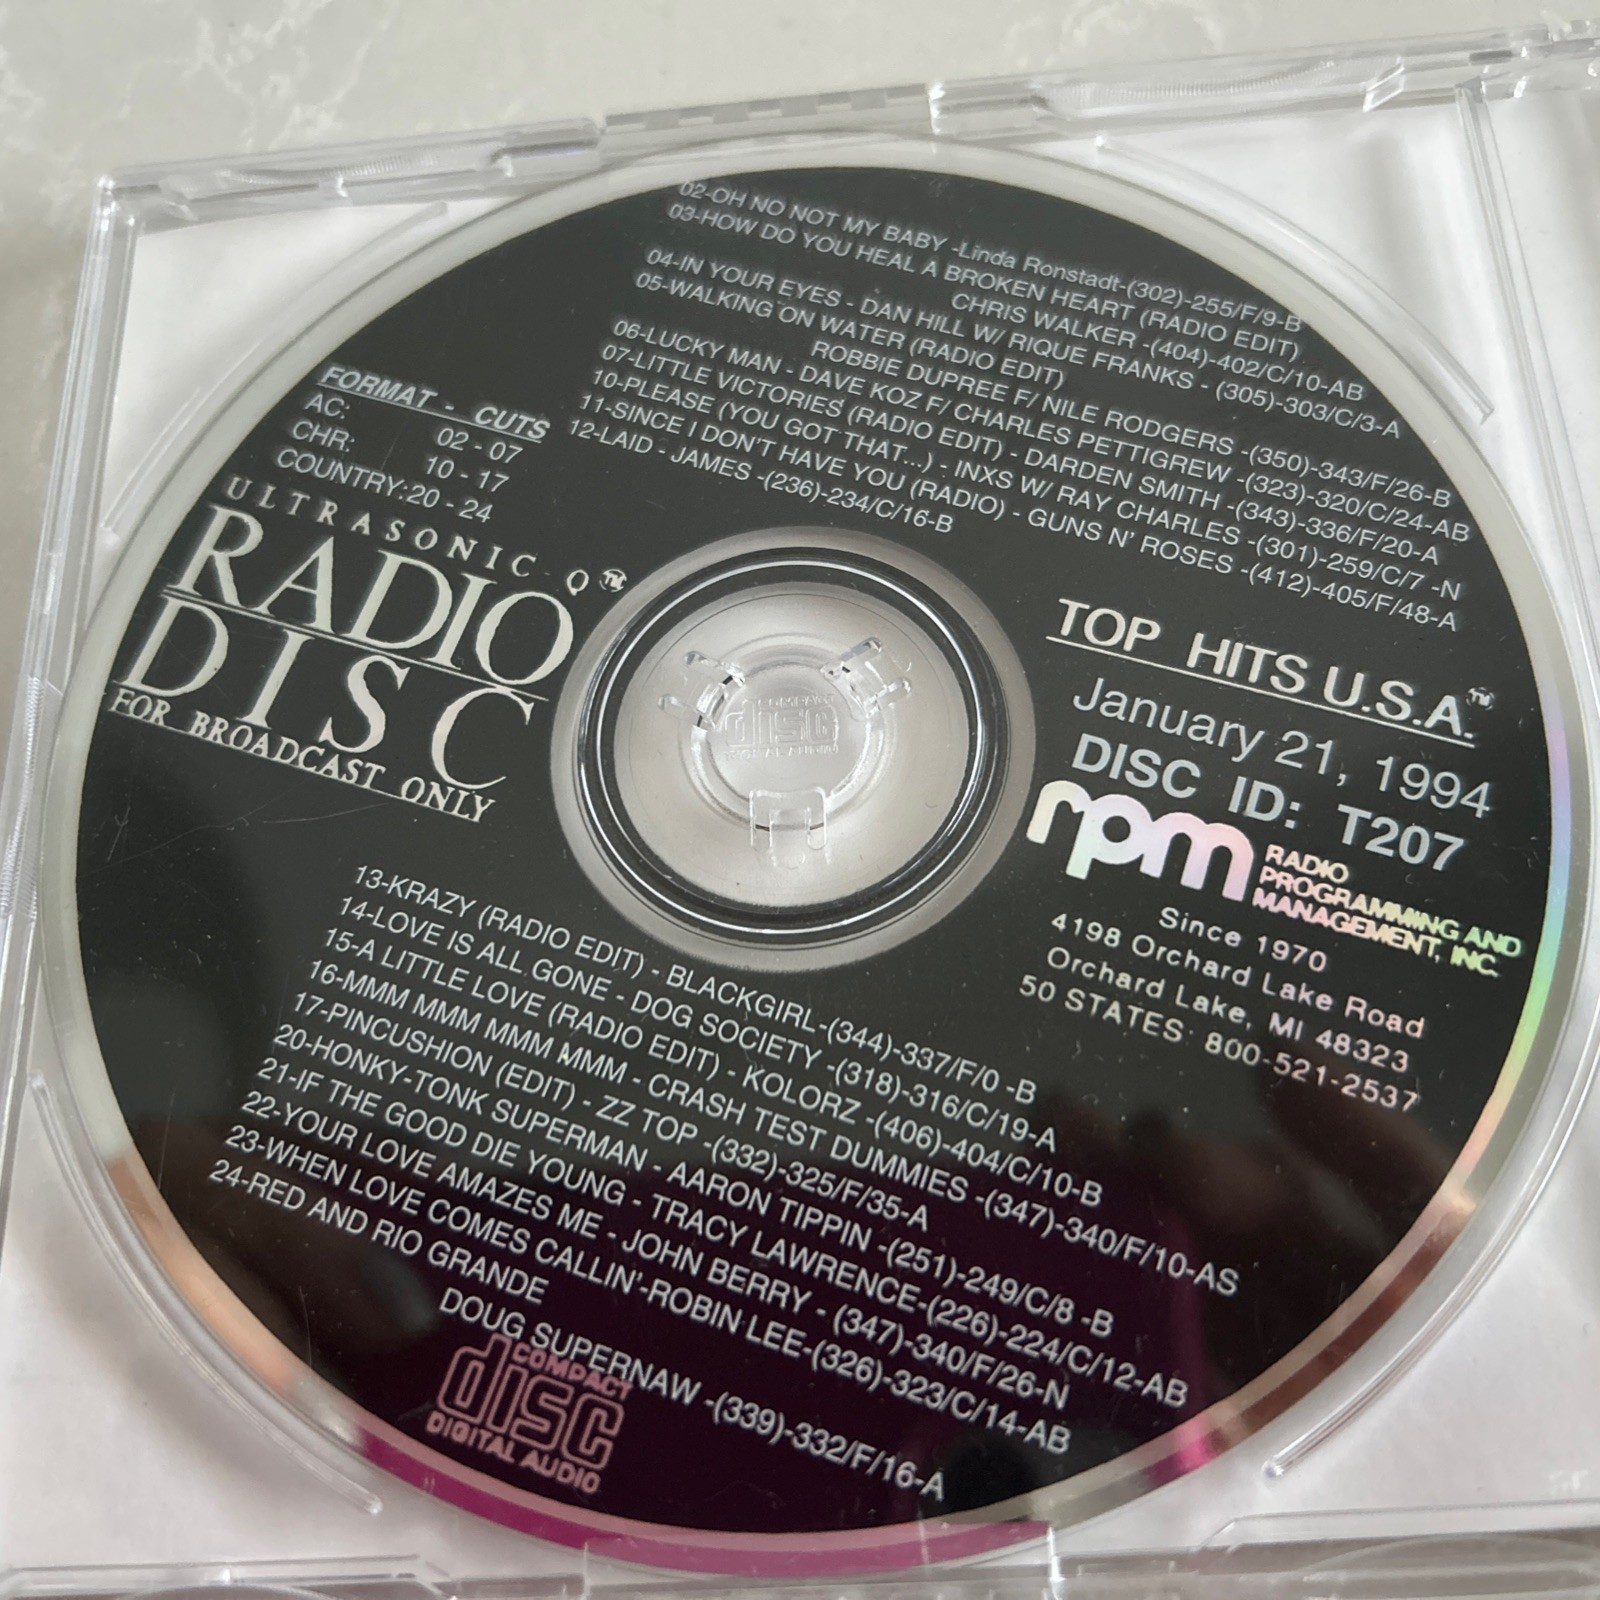 02-OH NO NOT MY BABY -Linda Ronstadt-(302)-255/F/9-B
03-HOW DO YOU HEAL A BROKEN HEART (RADIO EDIT)
CHRIS WALKER -(404)-402/C/10-AB
04-IN YOUR EYES - DAN HILL W/ RIQUE FRANKS - (305)-303/C/3-A
05-WALKING ON WATER (RADIO EDIT)
ROBBIE DUPREE F/ NILE RODGERS -(350)-343/F/26-B
06-LUCKY MAN - DAVE KOZ F/ CHARLES PETTIGREW -(323)-320/C/24-AB
07-LITTLE VICTORIES (RADIO EDIT) - DARDEN SMITH -(343)-336/F/20-A
10-PLEASE (YOU GOT THAT...) - INXS W/ RAY CHARLES -(301)-259/C/7 -N
11-SINCE I DON'T HAVE YOU (RADIO) - GUNS N' ROSES -(412)-405/F/48-A
12-LAID - JAMES -(236)-234/C/16-B
FORMAT - CUTS
AC: 02 - 07
CHR: 10 - 17
COUNTRY:20 - 24
ULTRASONIC Q™
RADIO
DISC
FOR BROADCAST ONLY
COMPACT
disc
DIGITAL AUDIO
TOP HITS U.S.A.™
January 21, 1994
DISC ID: T207
rpm
RADIO
PROGRAMMING AND
MANAGEMENT, INC.
Since 1970
4198 Orchard Lake Road
Orchard Lake, MI 48323
50 STATES: 800-521-2537
13-KRAZY (RADIO EDIT) - BLACKGIRL-(344)-337/F/0 -B
14-LOVE IS ALL GONE - DOG SOCIETY -(318)-316/C/19-A
15-A LITTLE LOVE (RADIO EDIT) - KOLORZ -(406)-404/C/10-B
16-MMM MMM MMM MMM - CRASH TEST DUMMIES -(347)-340/F/10-AS
17-PINCUSHION (EDIT) - ZZ TOP -(332)-325/F/35-A
20-HONKY-TONK SUPERMAN - AARON TIPPIN -(251)-249/C/8 -B
21-IF THE GOOD DIE YOUNG - TRACY LAWRENCE-(226)-224/C/12-AB
22-YOUR LOVE AMAZES ME - JOHN BERRY - (347)-340/F/26-N
23-WHEN LOVE COMES CALLIN'-ROBIN LEE-(326)-323/C/14-AB
24-RED AND RIO GRANDE
DOUG SUPERNAW -(339)-332/F/16-A
COMPACT
disc
DIGITAL AUDIO